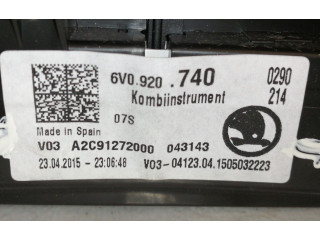 6V0.920 .740 0290
Kombiinstrument 214
07S
Made in Spain
V03 A2C91272000 043143
23.04.2015 - 23:06:48 V03-04123.04.1505032223